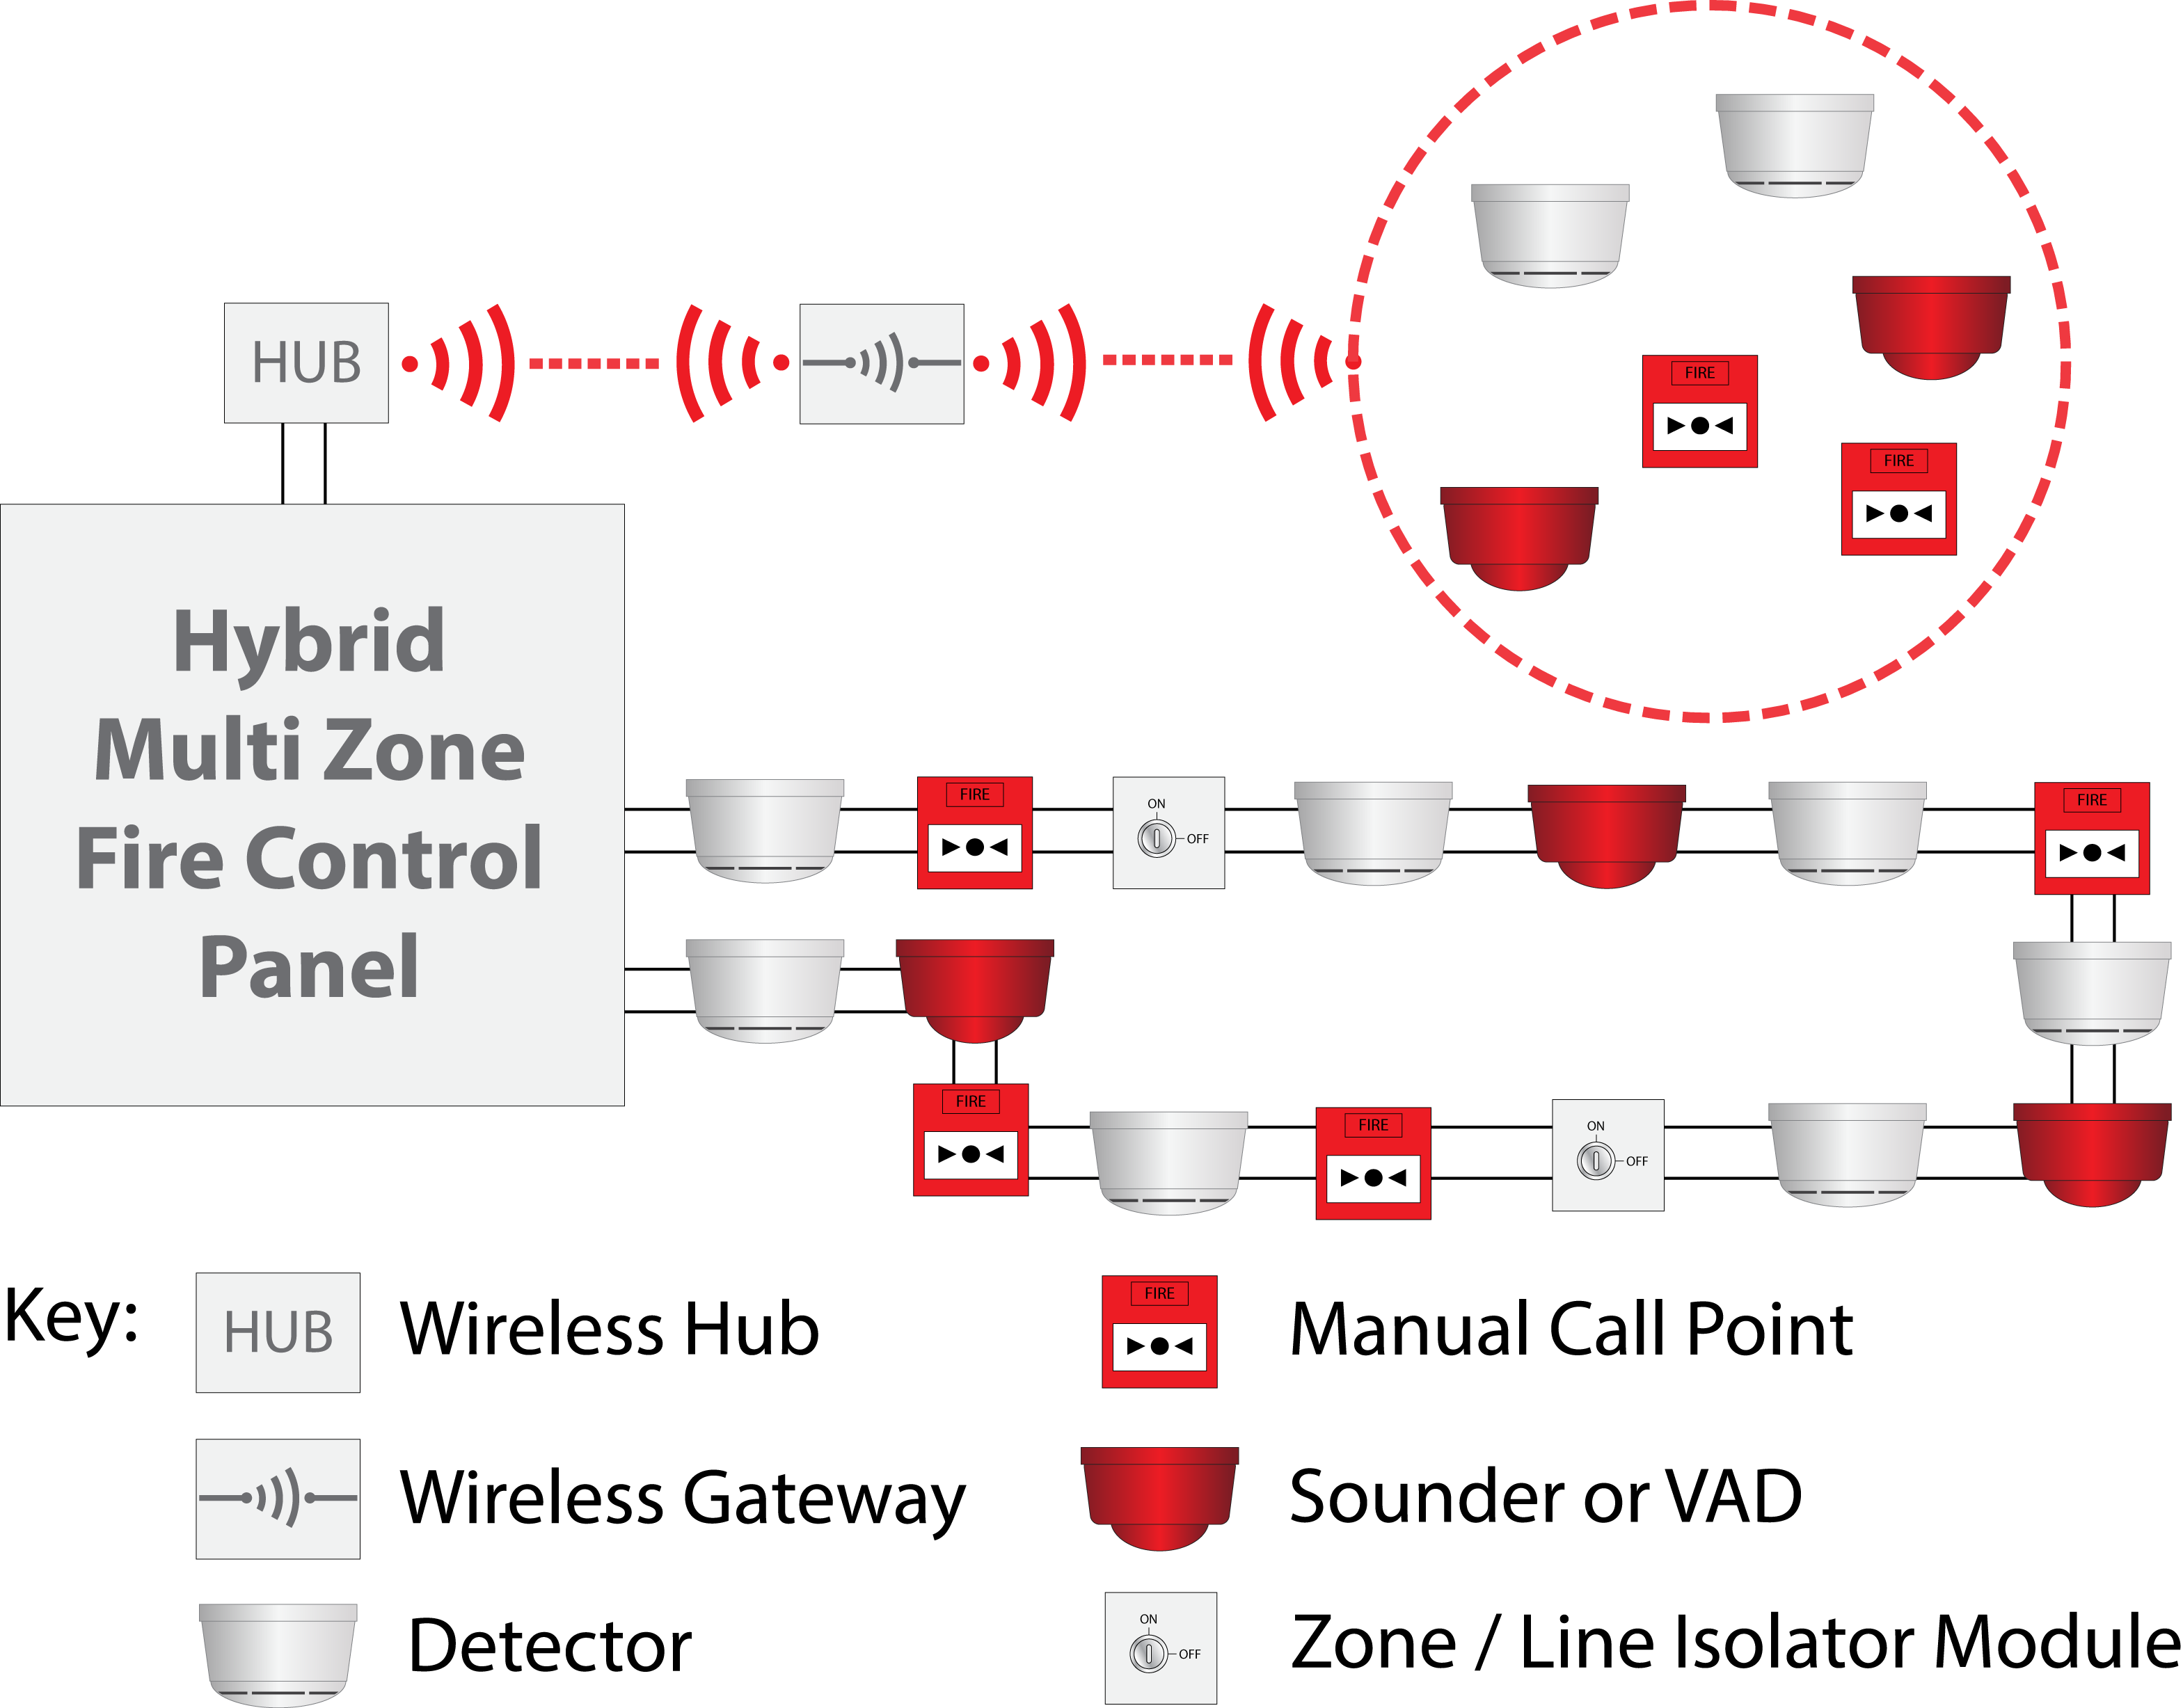 HUB
FIRE
FIRE
Hybrid
Multi Zone
Fire Control
Panel
FIRE
ON
OFF
FIRE
FIRE
FIRE
ON
OFF
Key:
HUB
Wireless Hub
FIRE
Manual Call Point
Wireless Gateway
Sounder or VAD
Detector
ON
OFF
Zone / Line Isolator Module